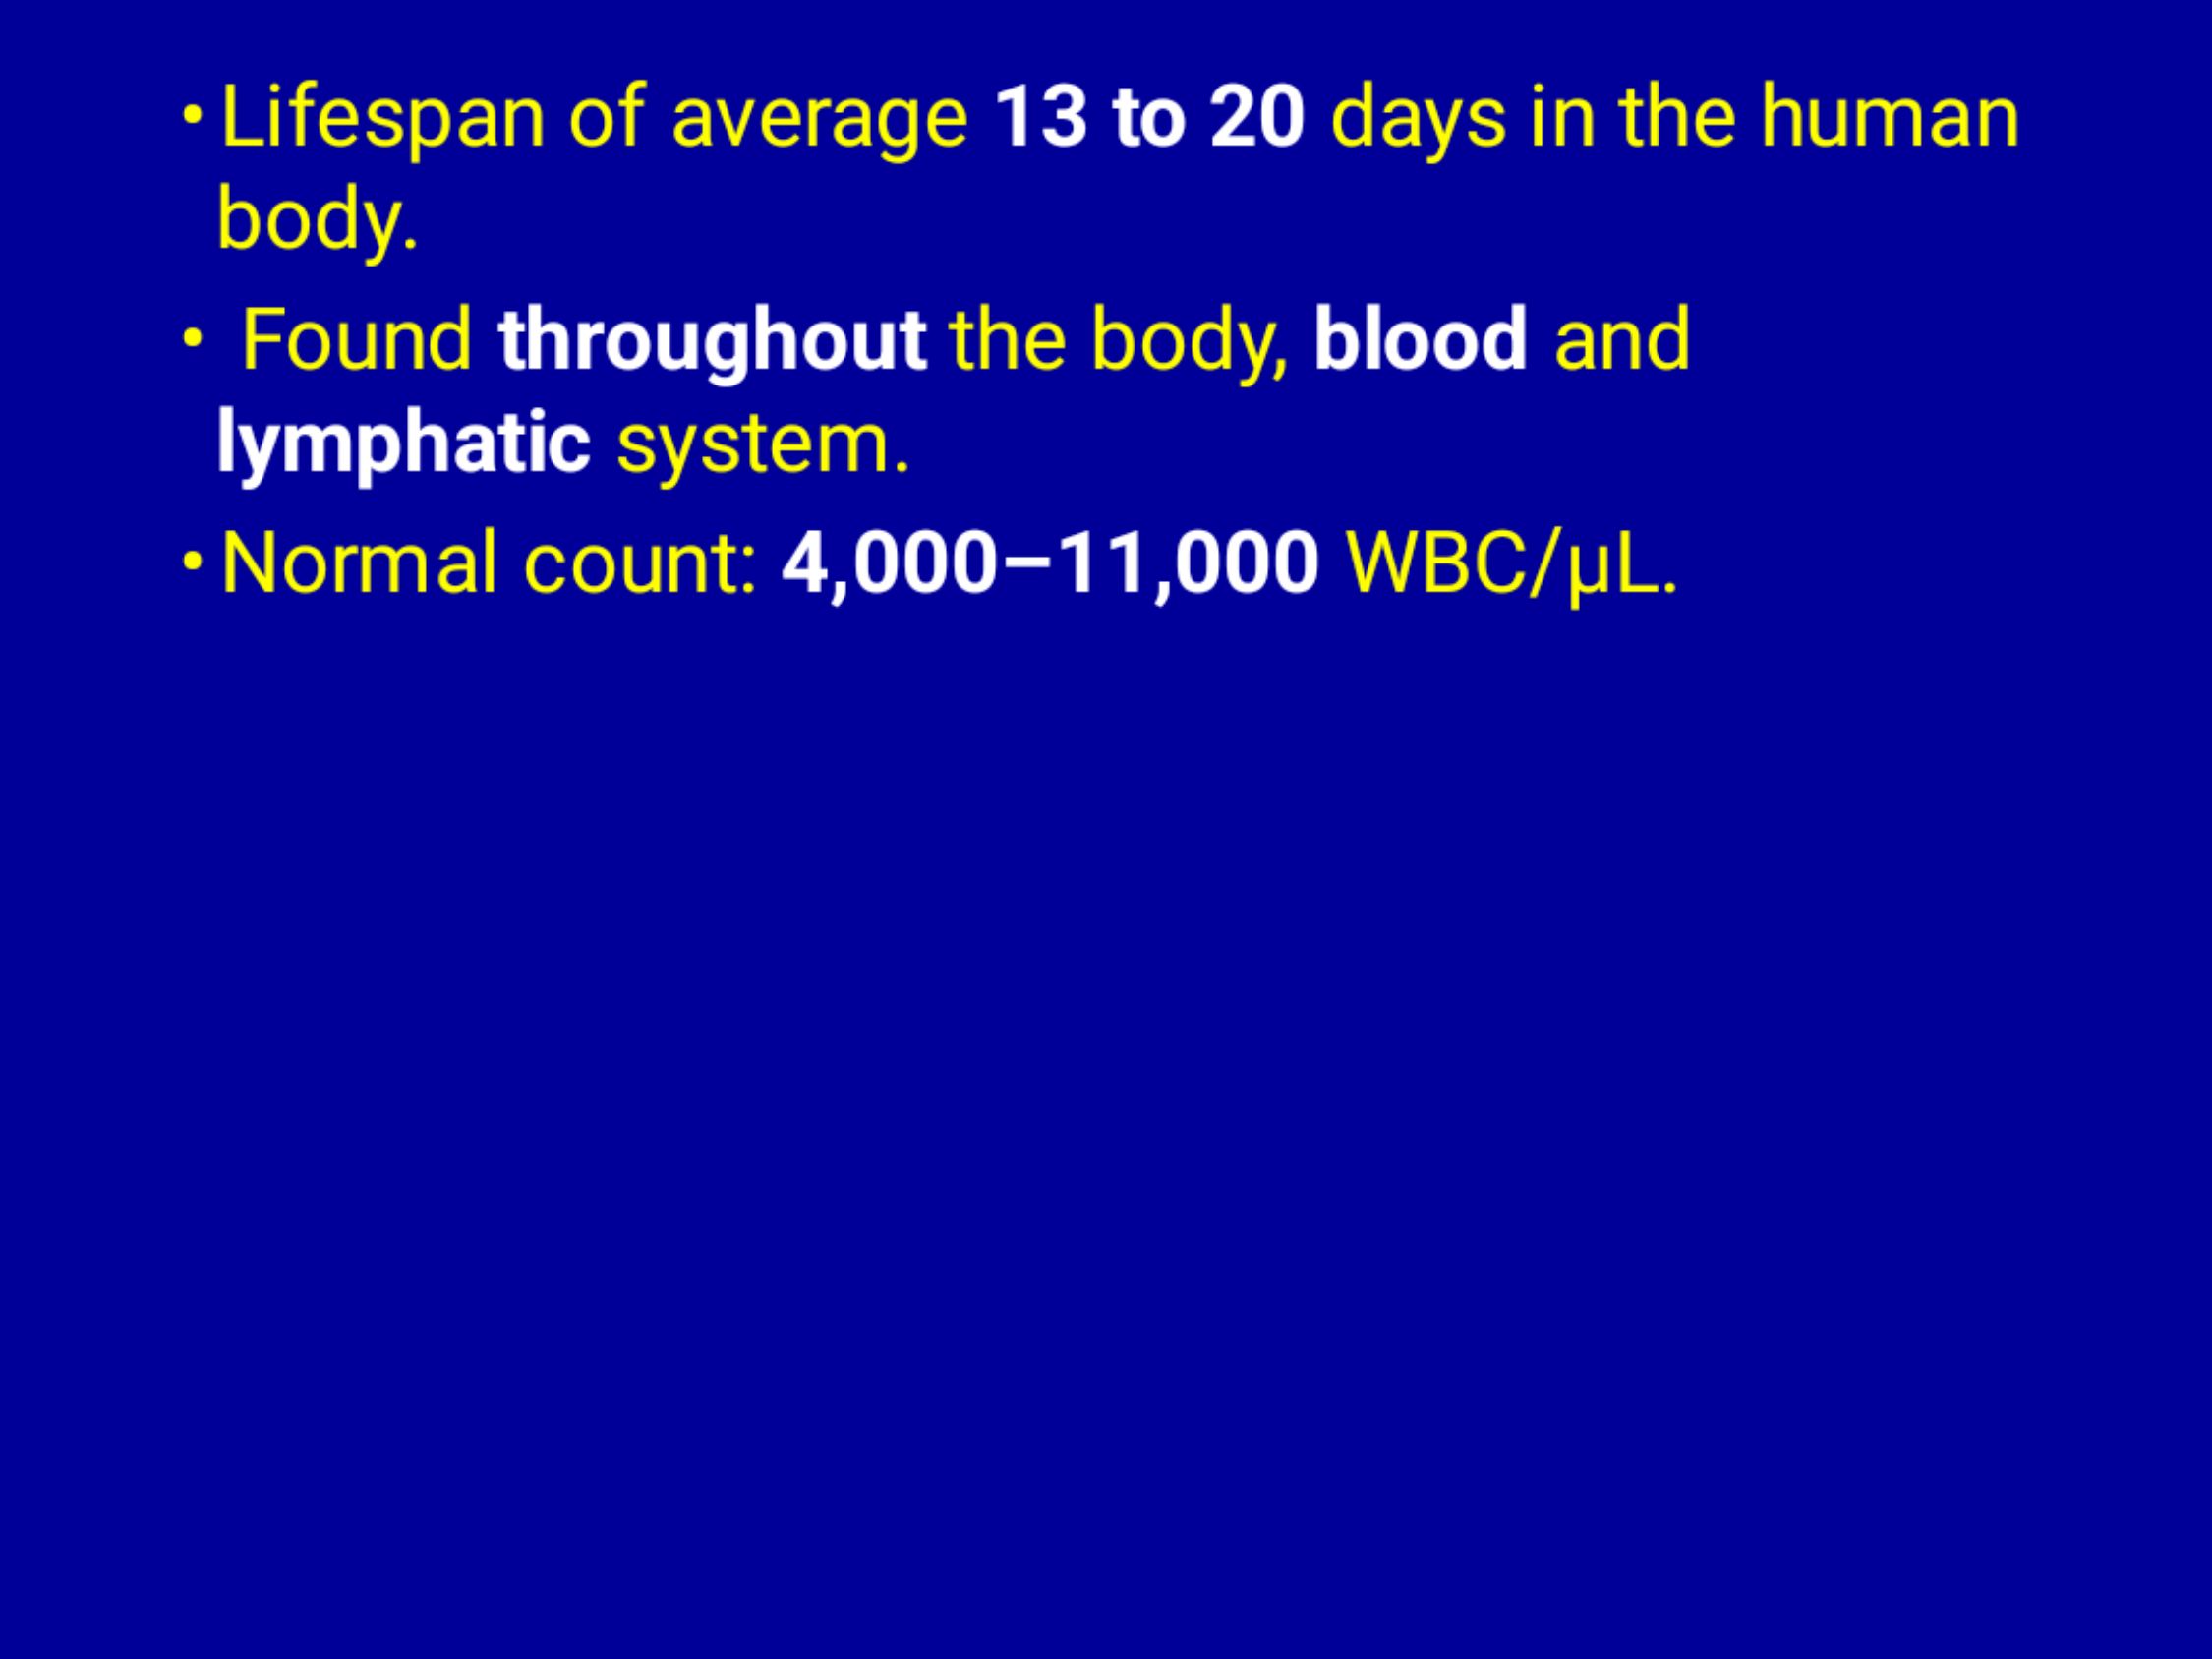 •Lifespan of average 13 to 20 days in the human
body.
• Found throughout the body, blood and
lymphatic system.
•Normal count: 4,000–11,000 WBC/µL.